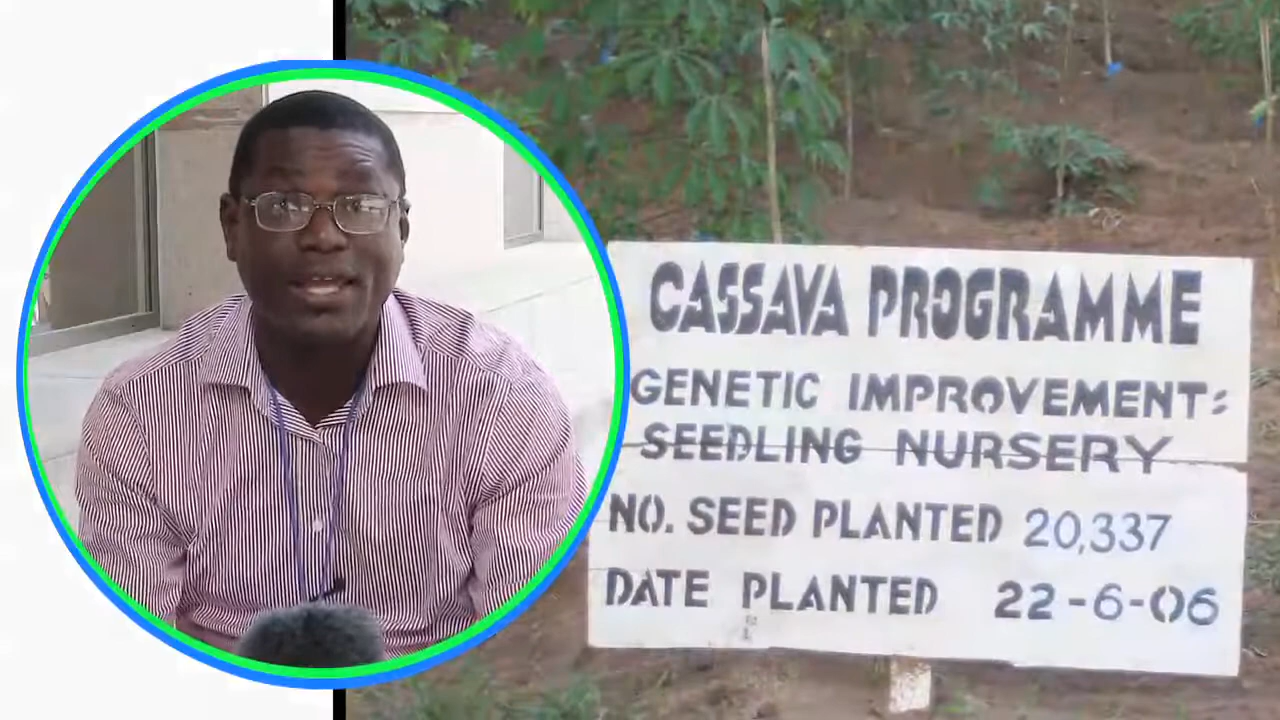 CASSAVA PROGRAMME
GENETIC IMPROVEMENT:
SEEDLING NURSERY
NO. SEED PLANTED 20,337
DATE PLANTED 22-6-06